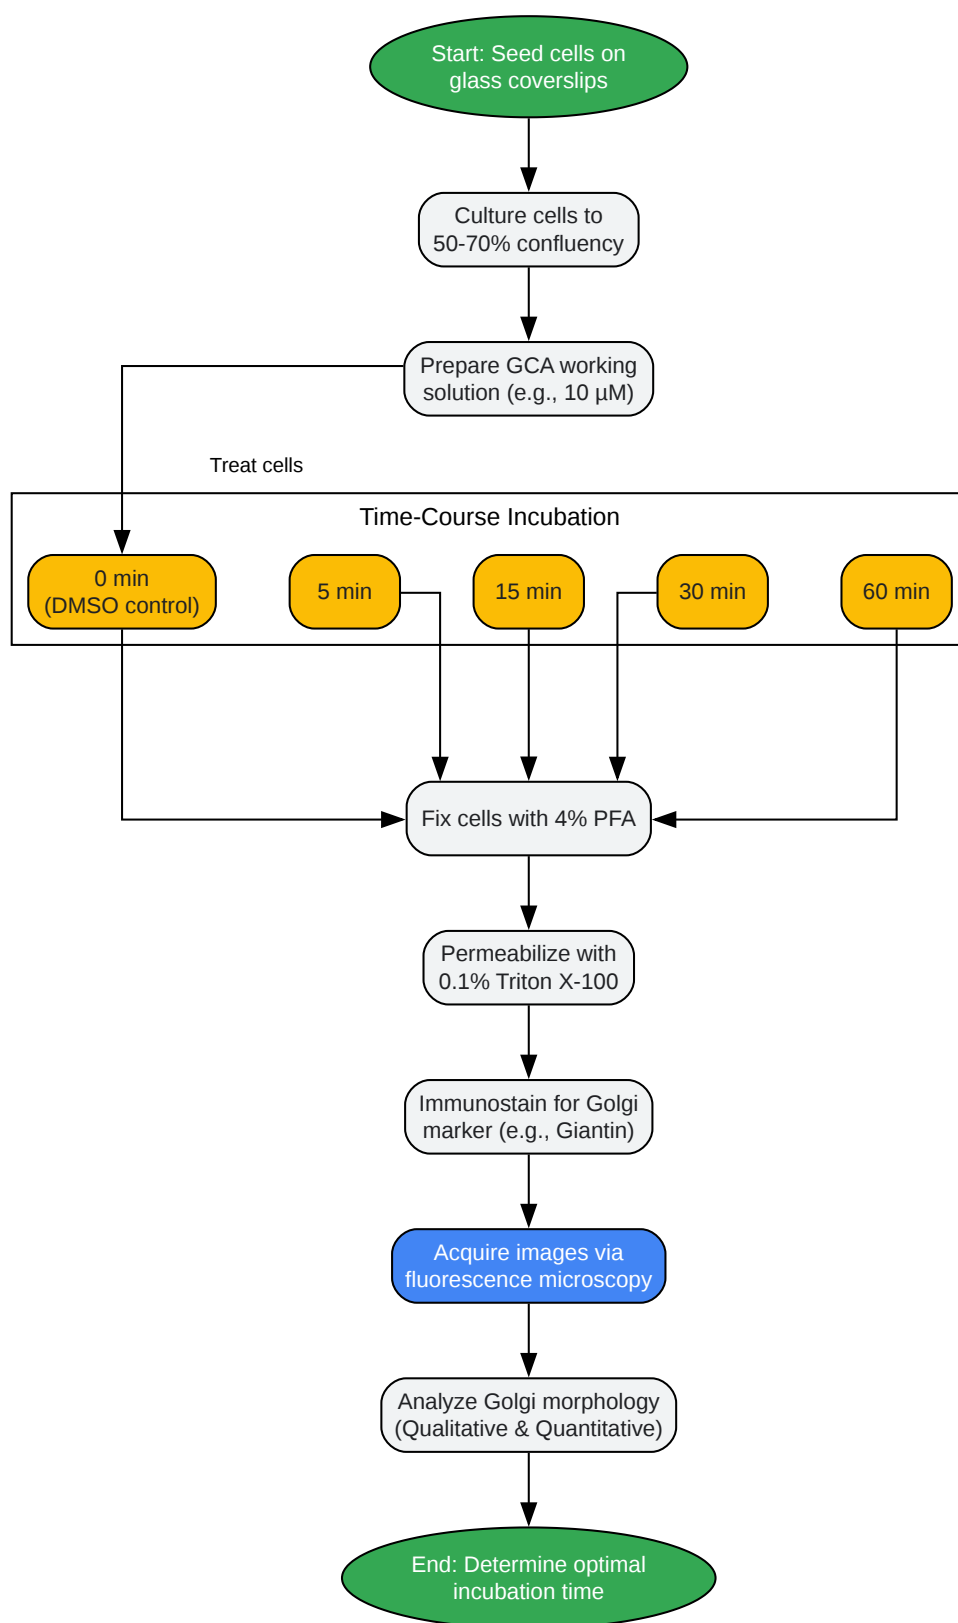 Start: Seed cells on
glass coverslips
Culture cells to
50-70% confluency
Prepare GCA working
solution (e.g., 10 µM)
Treat cells
Time-Course Incubation
0 min
(DMSO control)
5 min
15 min
30 min
60 min
Fix cells with 4% PFA
Permeabilize with
0.1% Triton X-100
Immunostain for Golgi
marker (e.g., Giantin)
Acquire images via
fluorescence microscopy
Analyze Golgi morphology
(Qualitative & Quantitative)
End: Determine optimal
incubation time